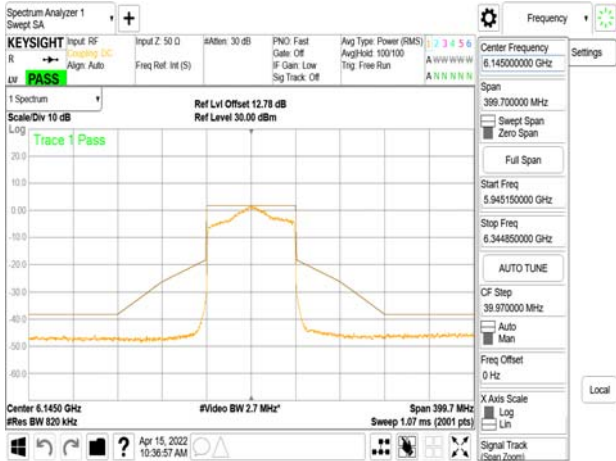 Spectrum Analyzer 1
Swept SA
Frequency
KEYSIGHT
R
LV
PASS
Input: RF
Coupling: DC
Align: Auto
Input Z: 50 Ω
Freq Ref: Int (S)
#Atten: 30 dB
PNO: Fast
Gate: Off
IF Gain: Low
Sig Track: Off
Avg Type: Power (RMS)
Avg|Hold: 100/100
Trig: Free Run
1 2 3 4 5 6
A W W W W W
A N N N N N
1 Spectrum
Scale/Div 10 dB
Ref Lvl Offset 12.78 dB
Ref Level 30.00 dBm
Log
Trace 1 Pass
20.0
10.0
0.00
-10.0
-20.0
-30.0
-40.0
-50.0
-60.0
Center 6.1450 GHz
#Res BW 820 kHz
#Video BW 2.7 MHz*
Span 399.7 MHz
Sweep 1.07 ms (2001 pts)
?
Apr 15, 2022
10:36:57 AM
Center Frequency
6.145000000 GHz
Span
399.700000 MHz
Swept Span
Zero Span
Full Span
Start Freq
5.945150000 GHz
Stop Freq
6.344850000 GHz
AUTO TUNE
CF Step
39.970000 MHz
Auto
Man
Freq Offset
0 Hz
X Axis Scale
Log
Lin
Signal Track
(Span Zoom)
Settings
Local